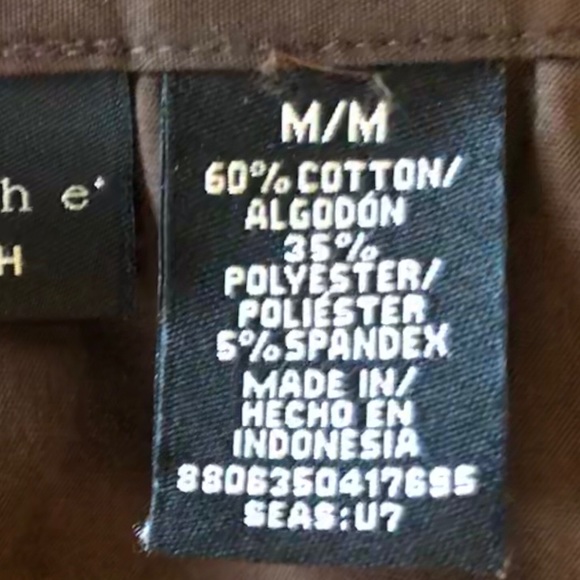 h e'
H
M/M
60% COTTON/
ALGODÓN
35%
POLYESTER/
POLIÉSTER
5% SPANDEX
MADE IN/
HECHO EN
INDONESIA
8806350417695
SEAS:U7